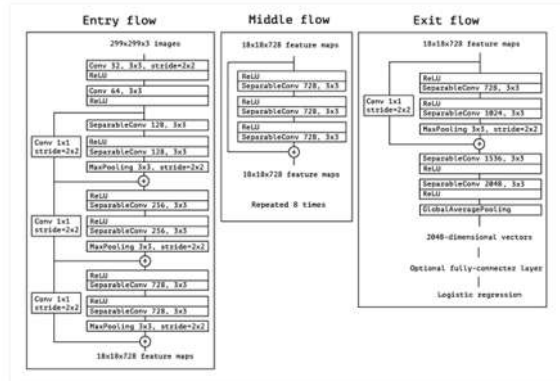 Entry flow
299x299x3 images
Conv 32, 3x3, stride=2x2
ReLU
Conv 64, 3x3
ReLU
SeparableConv 128, 3x3
Conv 1x1
stride=2x2
ReLU
SeparableConv 128, 3x3
MaxPooling 3x3, stride=2x2
+
ReLU
SeparableConv 256, 3x3
Conv 1x1
stride=2x2
ReLU
SeparableConv 256, 3x3
MaxPooling 3x3, stride=2x2
+
ReLU
SeparableConv 728, 3x3
Conv 1x1
stride=2x2
ReLU
SeparableConv 728, 3x3
MaxPooling 3x3, stride=2x2
+
18x18x728 feature maps
Middle flow
18x18x728 feature maps
ReLU
SeparableConv 728, 3x3
ReLU
SeparableConv 728, 3x3
ReLU
SeparableConv 728, 3x3
+
18x18x728 feature maps
Repeated 8 times
Exit flow
18x18x728 feature maps
ReLU
SeparableConv 728, 3x3
Conv 1x1
stride=2x2
ReLU
SeparableConv 1024, 3x3
MaxPooling 3x3, stride=2x2
+
SeparableConv 1536, 3x3
ReLU
SeparableConv 2048, 3x3
ReLU
GlobalAveragePooling
2048-dimensional vectors
Optional fully-connecter layer
Logistic regression